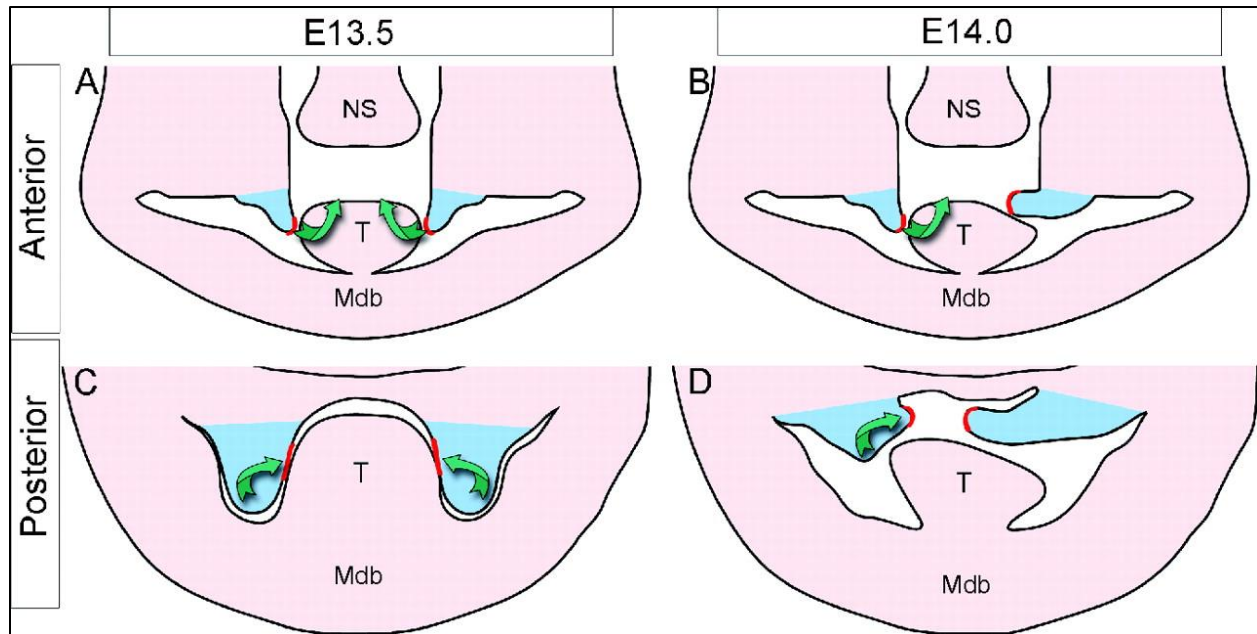 E13.5
E14.0
Anterior
A
NS
T
Mdb
B
NS
T
Mdb
Posterior
C
T
Mdb
D
T
Mdb